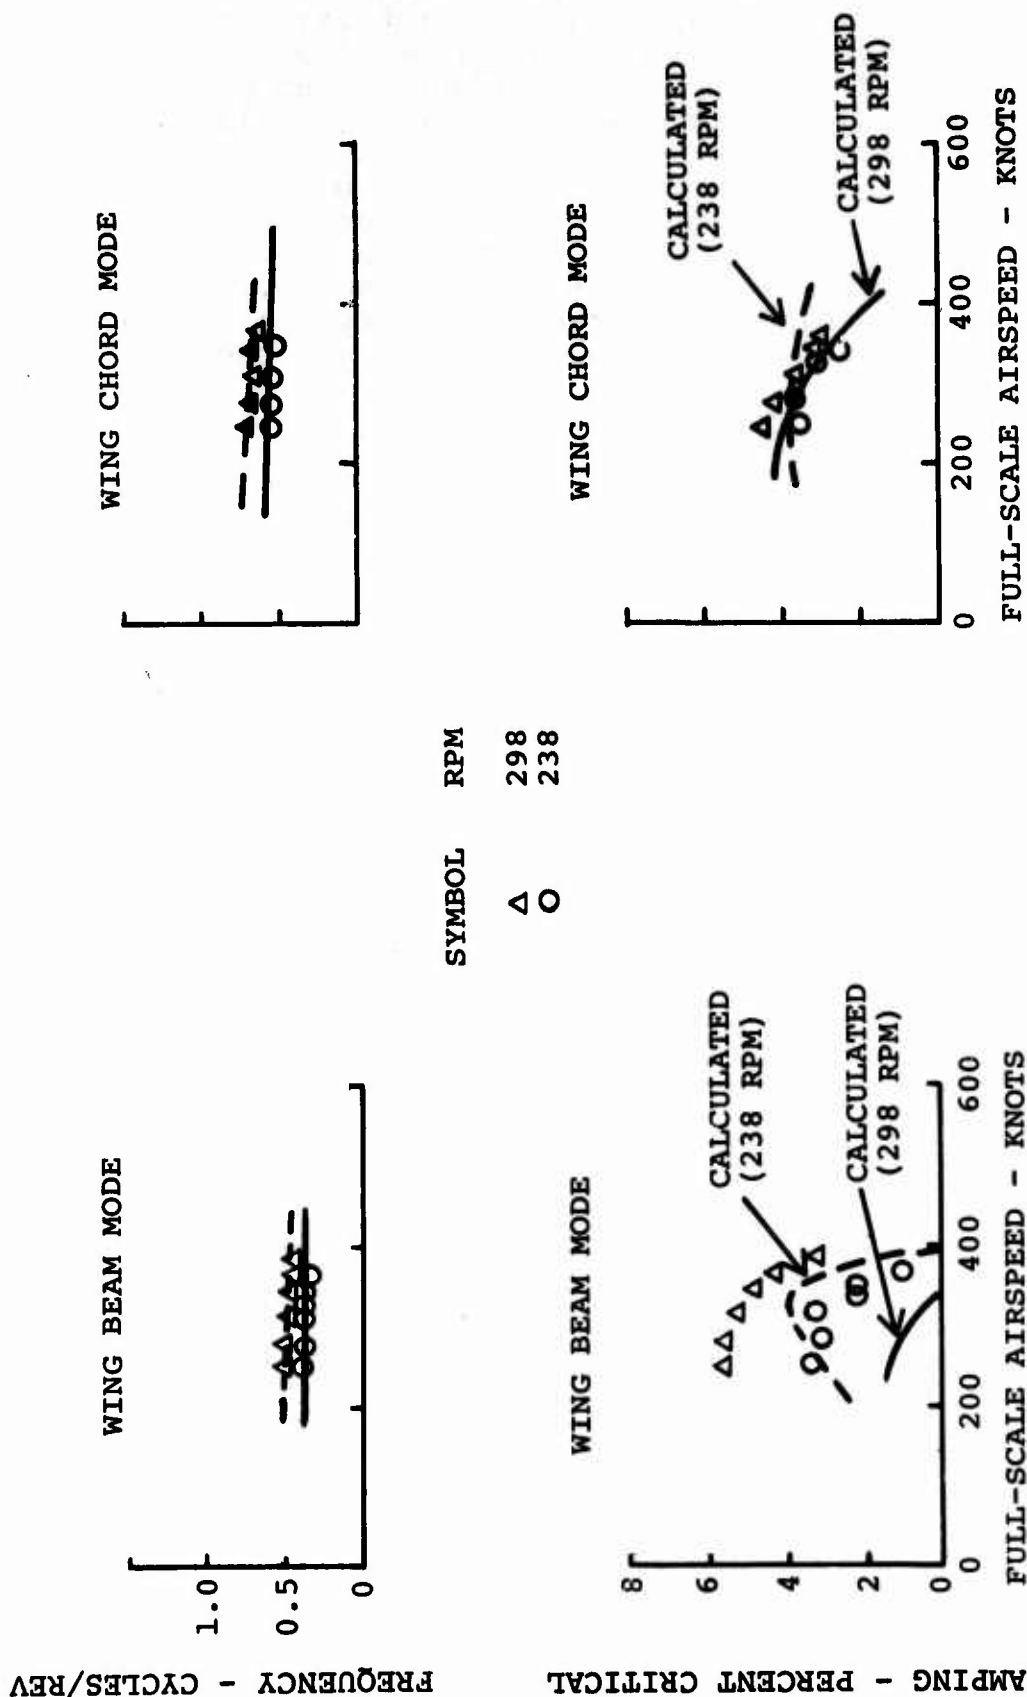 WING BEAM MODE
WING CHORD MODE
FREQUENCY - CYCLES/REV
1.0
0.5
0
SYMBOL RPM
Δ 298
O 238
WING BEAM MODE
WING CHORD MODE
AMPING - PERCENT CRITICAL
8
6
4
2
0
CALCULATED
(238 RPM)
CALCULATED
(298 RPM)
0 200 400 600
FULL-SCALE AIRSPEED - KNOTS
CALCULATED
(238 RPM)
CALCULATED
(298 RPM)
0 200 400 600
FULL-SCALE AIRSPEED - KNOTS